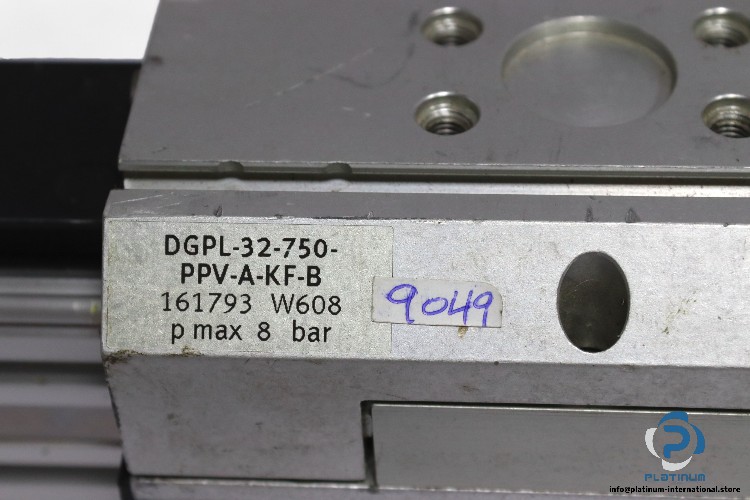 DGPL-32-750-
PPV-A-KF-B
161793 W608
p max 8 bar
9049
PLATINUM
info@platinum-international.store